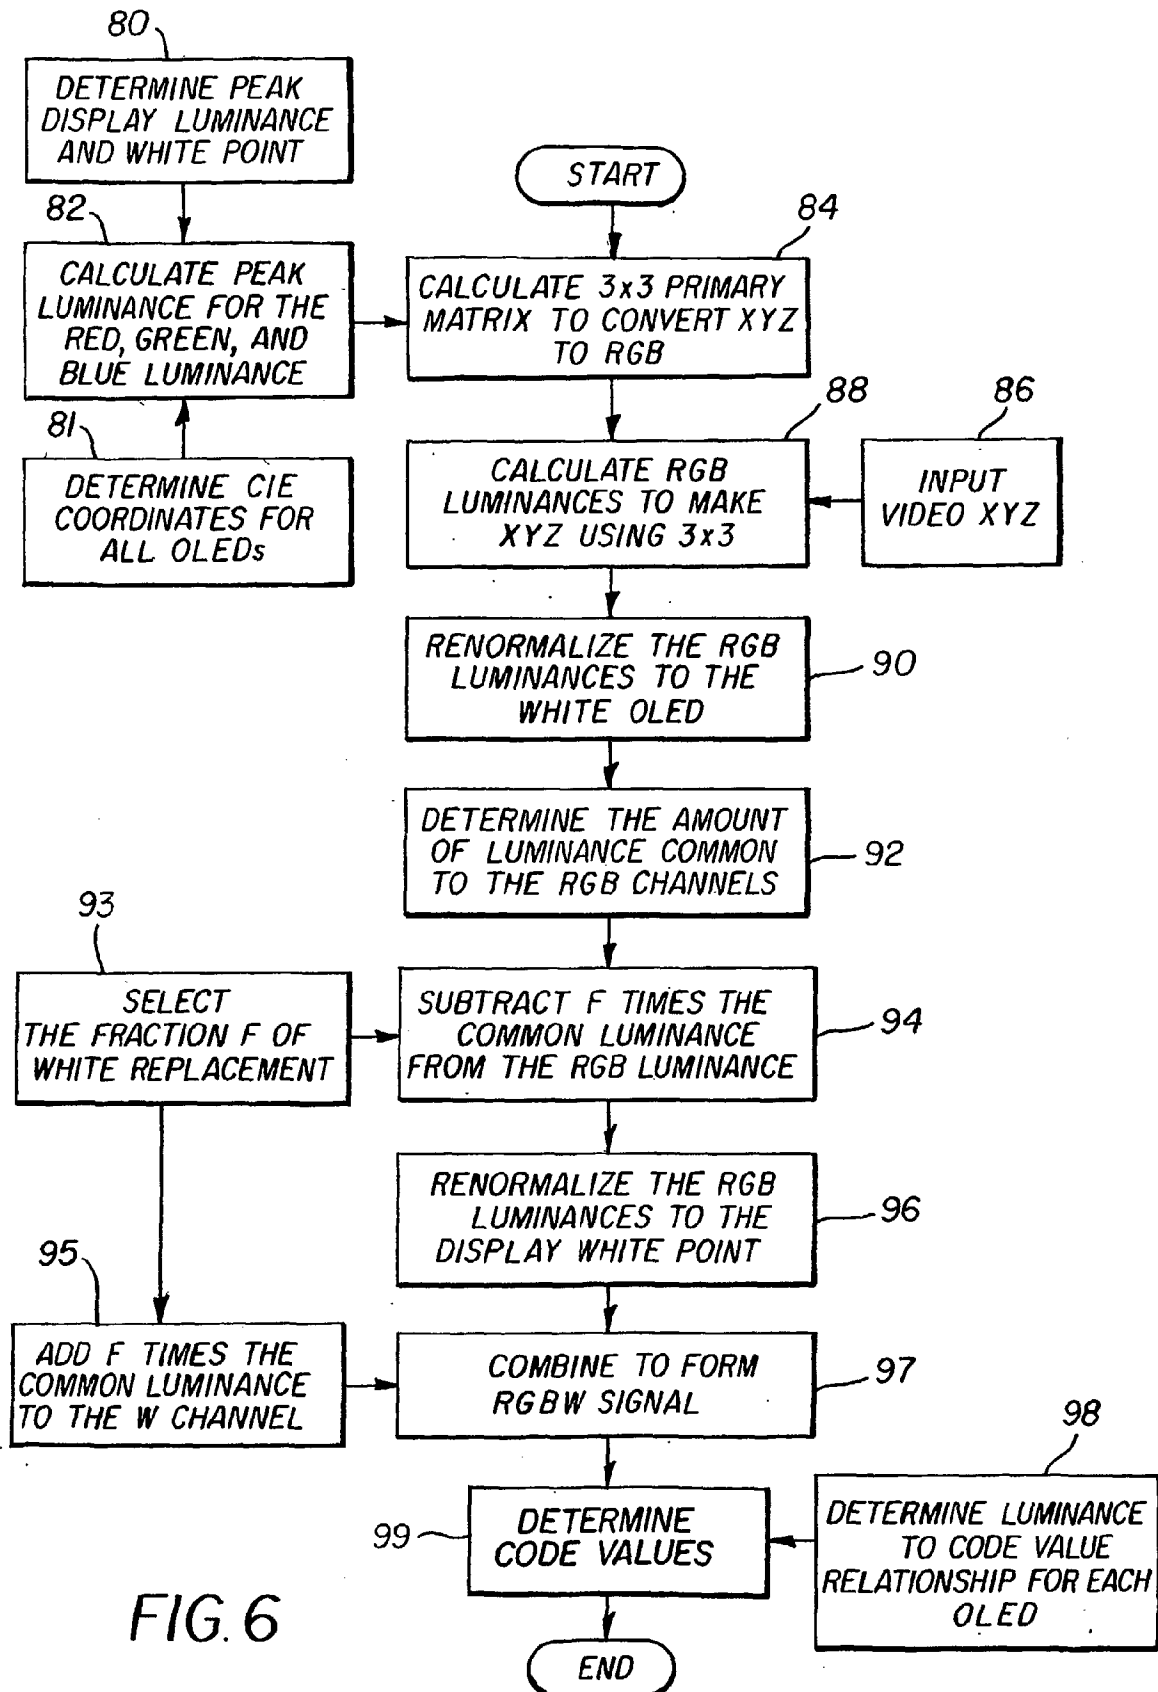 80
DETERMINE PEAK
DISPLAY LUMINANCE
AND WHITE POINT
START
82
CALCULATE PEAK
LUMINANCE FOR THE
RED, GREEN, AND
BLUE LUMINANCE
84
CALCULATE 3x3 PRIMARY
MATRIX TO CONVERT XYZ
TO RGB
81
DETERMINE CIE
COORDINATES FOR
ALL OLEDs
88
CALCULATE RGB
LUMINANCES TO MAKE
XYZ USING 3x3
86
INPUT
VIDEO XYZ
RENORMALIZE THE RGB
LUMINANCES TO THE
WHITE OLED
90
DETERMINE THE AMOUNT
OF LUMINANCE COMMON
TO THE RGB CHANNELS
92
93
SELECT
THE FRACTION F OF
WHITE REPLACEMENT
SUBTRACT F TIMES THE
COMMON LUMINANCE
FROM THE RGB LUMINANCE
94
RENORMALIZE THE RGB
LUMINANCES TO THE
DISPLAY WHITE POINT
96
95
ADD F TIMES THE
COMMON LUMINANCE
TO THE W CHANNEL
COMBINE TO FORM
RGBW SIGNAL
97
98
DETERMINE LUMINANCE
TO CODE VALUE
RELATIONSHIP FOR EACH
OLED
99
DETERMINE
CODE VALUES
END
FIG. 6